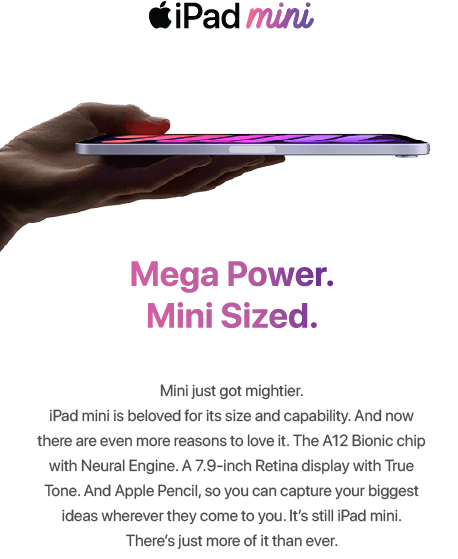 iPad mini
Mega Power.
Mini Sized.
Mini just got mightier.
iPad mini is beloved for its size and capability. And now
there are even more reasons to love it. The A12 Bionic chip
with Neural Engine. A 7.9-inch Retina display with True
Tone. And Apple Pencil, so you can capture your biggest
ideas wherever they come to you. It’s still iPad mini.
There’s just more of it than ever.